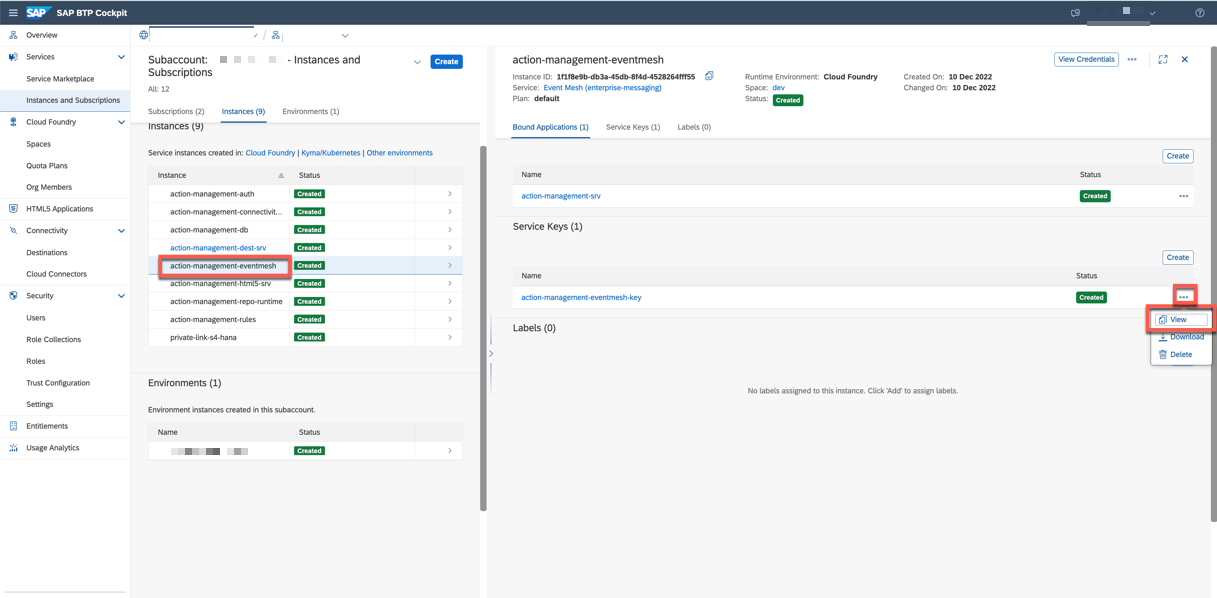 SAP SAP BTP Cockpit
Overview
Services
Service Marketplace
Instances and Subscriptions
Cloud Foundry
Spaces
Quota Plans
Org Members
HTML5 Applications
Connectivity
Destinations
Cloud Connectors
Security
Users
Role Collections
Roles
Trust Configuration
Settings
Entitlements
Usage Analytics
/
Subaccount: - Instances and
Subscriptions
Create
All: 12
Subscriptions (2) Instances (9) Environments (1)
Instances (9)
Service instances created in: Cloud Foundry | Kyma/Kubernetes | Other environments
Instance Status
action-management-auth Created
action-management-connectivit... Created
action-management-db Created
action-management-dest-srv Created
action-management-eventmesh Created
action-management-html5-srv Created
action-management-repo-runtime Created
action-management-rules Created
private-link-s4-hana Created
Environments (1)
Environment instances created in this subaccount.
Name Status
Created
action-management-eventmesh
View Credentials
Instance ID: 1f1f8e9b-db3a-45db-8f4d-4528264fff55
Service: Event Mesh (enterprise-messaging)
Plan: default
Runtime Environment: Cloud Foundry
Space: dev
Status: Created
Created On: 10 Dec 2022
Changed On: 10 Dec 2022
Bound Applications (1) Service Keys (1) Labels (0)
Create
Name Status
action-management-srv Created
Service Keys (1)
Create
Name Status
action-management-eventmesh-key Created
View
Download
Delete
Labels (0)
No labels assigned to this instance. Click 'Add' to assign labels.